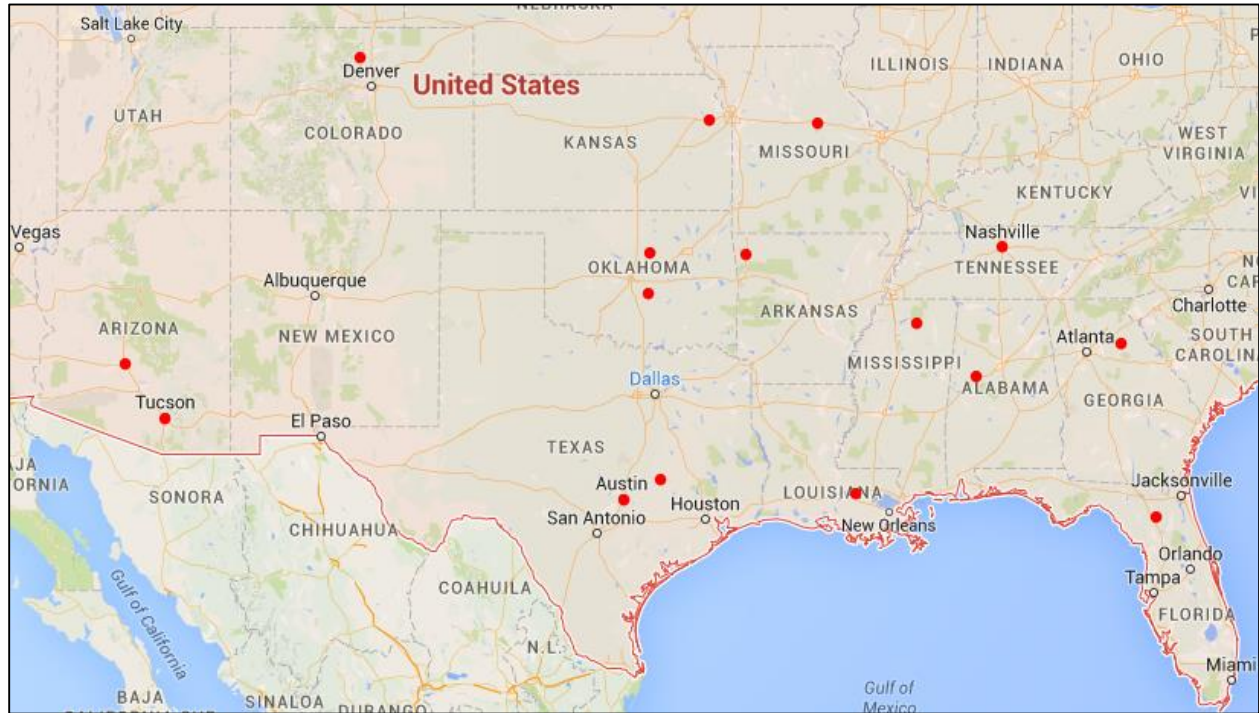 NEBRASKA
Salt Lake City
Denver
United States
UTAH
COLORADO
KANSAS
MISSOURI
ILLINOIS
INDIANA
OHIO
WEST
VIRGINIA
KENTUCKY
Vegas
Nashville
TENNESSEE
Albuquerque
OKLAHOMA
ARKANSAS
Charlotte
ARIZONA
NEW MEXICO
MISSISSIPPI
Atlanta
SOUTH
CAROLINA
Dallas
ALABAMA
GEORGIA
Tucson
El Paso
TEXAS
SONORA
Austin
Houston
LOUISIANA
Jacksonville
San Antonio
New Orleans
CHIHUAHUA
Orlando
Tampa
COAHUILA
FLORIDA
Gulf of California
N.L.
Miami
Gulf of
Mexico
BAJA
SINALOA
DURANGO